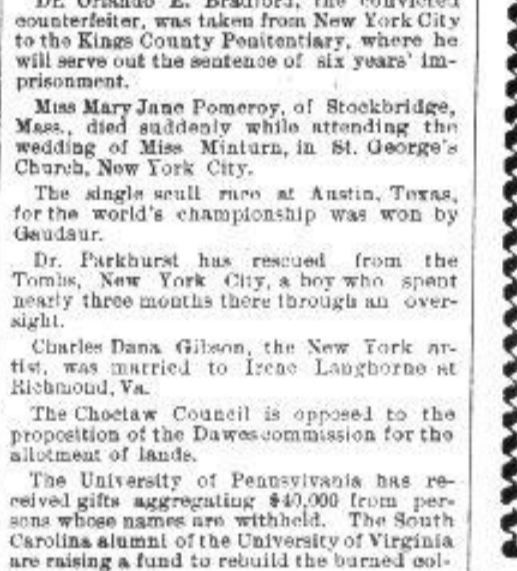 Dr. Orlando E. Bradford, the convicted
counterfeiter, was taken from New York City
to the Kings County Penitentiary, where he
will serve out the sentence of six years' im-
prisonment.
Miss Mary Jane Pomeroy, of Stockbridge,
Mass., died suddenly while attending the
wedding of Miss Minturn, in St. George's
Church, New York City.
The single scull race at Austin, Texas,
for the world's championship was won by
Gaudaur.
Dr. Parkhurst has rescued from the
Tombs, New York City, a boy who spent
nearly three months there through an over-
sight.
Charles Dana Gibson, the New York ar-
tist, was married to Irene Langhorne at
Richmond, Va.
The Choctaw Council is opposed to the
proposition of the Dawes commission for the
allotment of lands.
The University of Pennsylvania has re-
ceived gifts aggregating $40,000 from per-
sons whose names are withheld. The South
Carolina alumni of the University of Virginia
are raising a fund to rebuild the burned col-